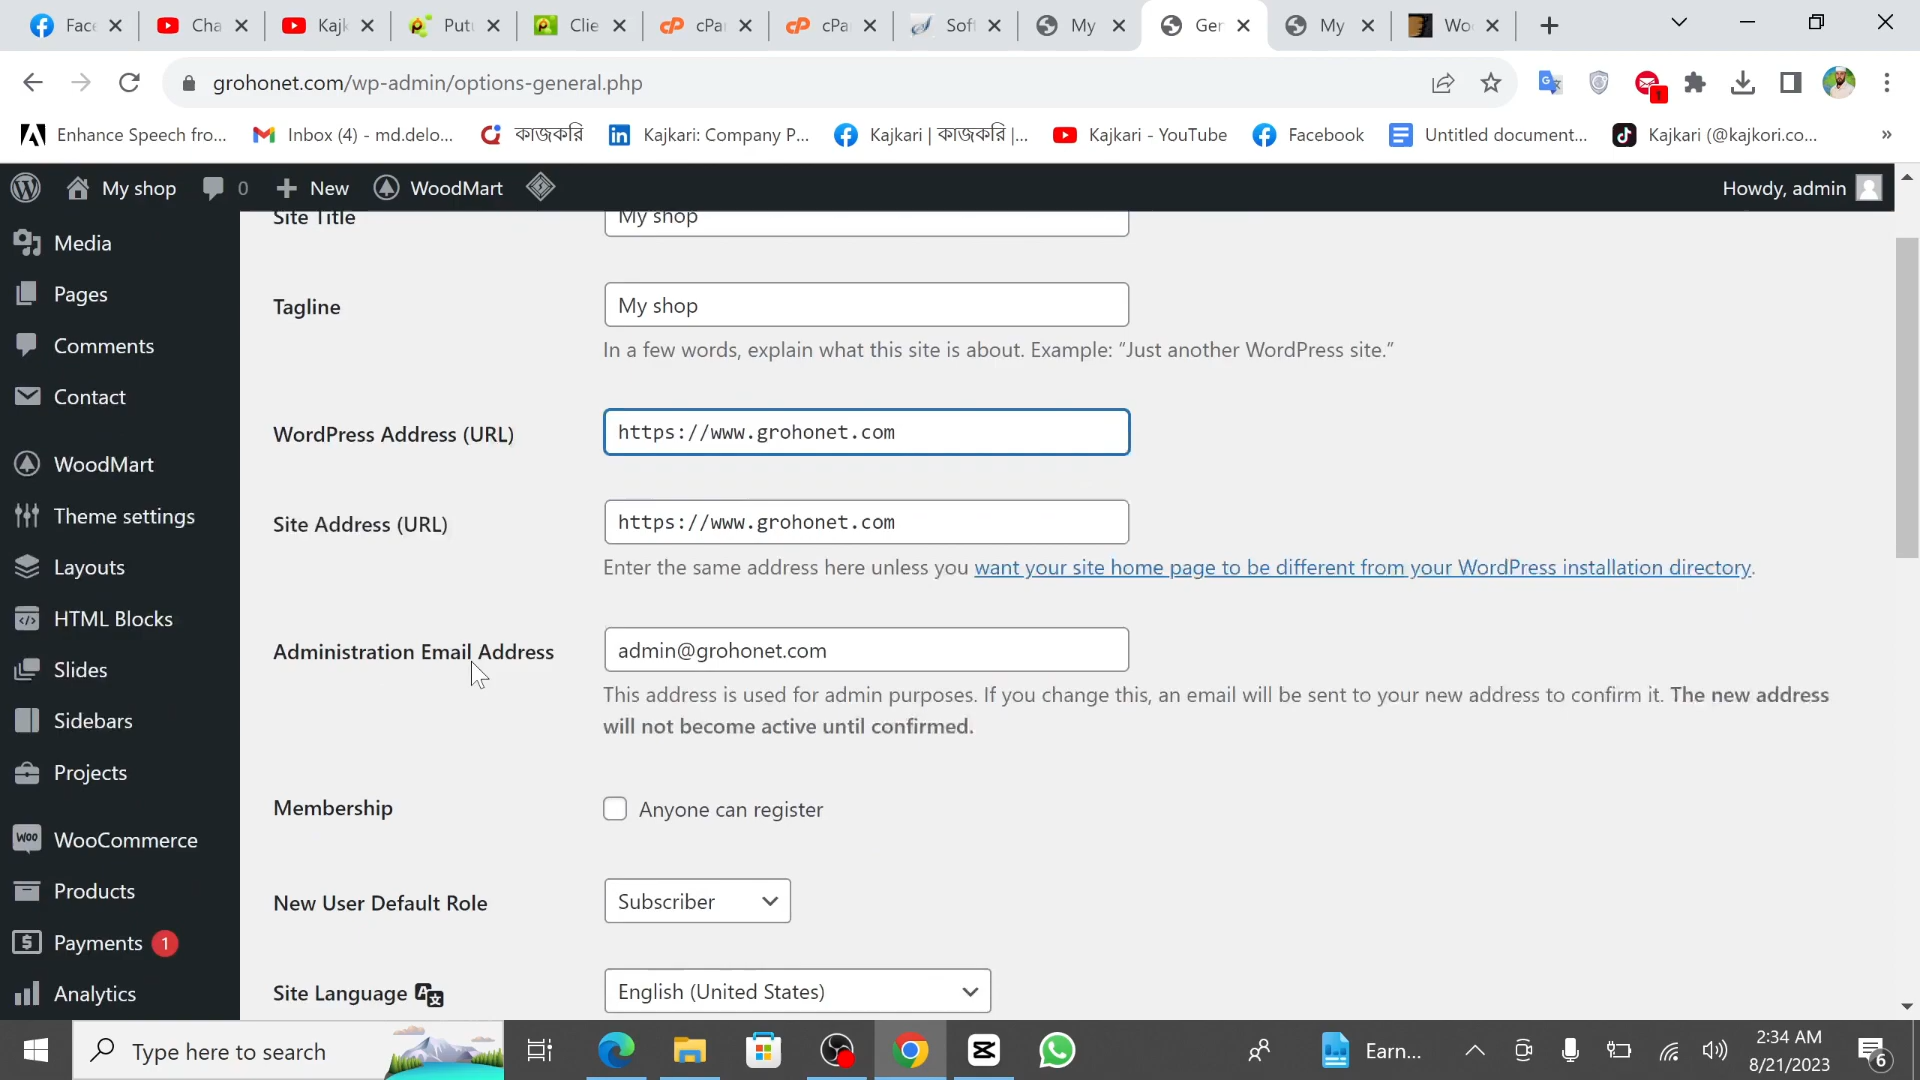 Face
Cha
Kajk
Putu
Clie
cPa
cPa
Soft
My
Ger
My
Wo
grohonet.com/wp-admin/options-general.php
1
Enhance Speech fro...
Inbox (4) - md.delo...
কাজকরি
Kajkari: Company P...
Kajkari | কাজকরি |...
Kajkari - YouTube
Facebook
Untitled document...
Kajkari (@kajkori.co...
»
My shop
0
New
WoodMart
Howdy, admin
Media
Pages
Comments
Contact
WoodMart
Theme settings
Layouts
HTML Blocks
Slides
Sidebars
Projects
WooCommerce
Products
Payments 1
Analytics
Site Title
My shop
Tagline
My shop
In a few words, explain what this site is about. Example: “Just another WordPress site.”
WordPress Address (URL)
https://www.grohonet.com
Site Address (URL)
https://www.grohonet.com
Enter the same address here unless you want your site home page to be different from your WordPress installation directory.
Administration Email Address
admin@grohonet.com
This address is used for admin purposes. If you change this, an email will be sent to your new address to confirm it. The new address
will not become active until confirmed.
Membership
Anyone can register
New User Default Role
Subscriber
Site Language
English (United States)
Type here to search
Earn...
2:34 AM
8/21/2023
6